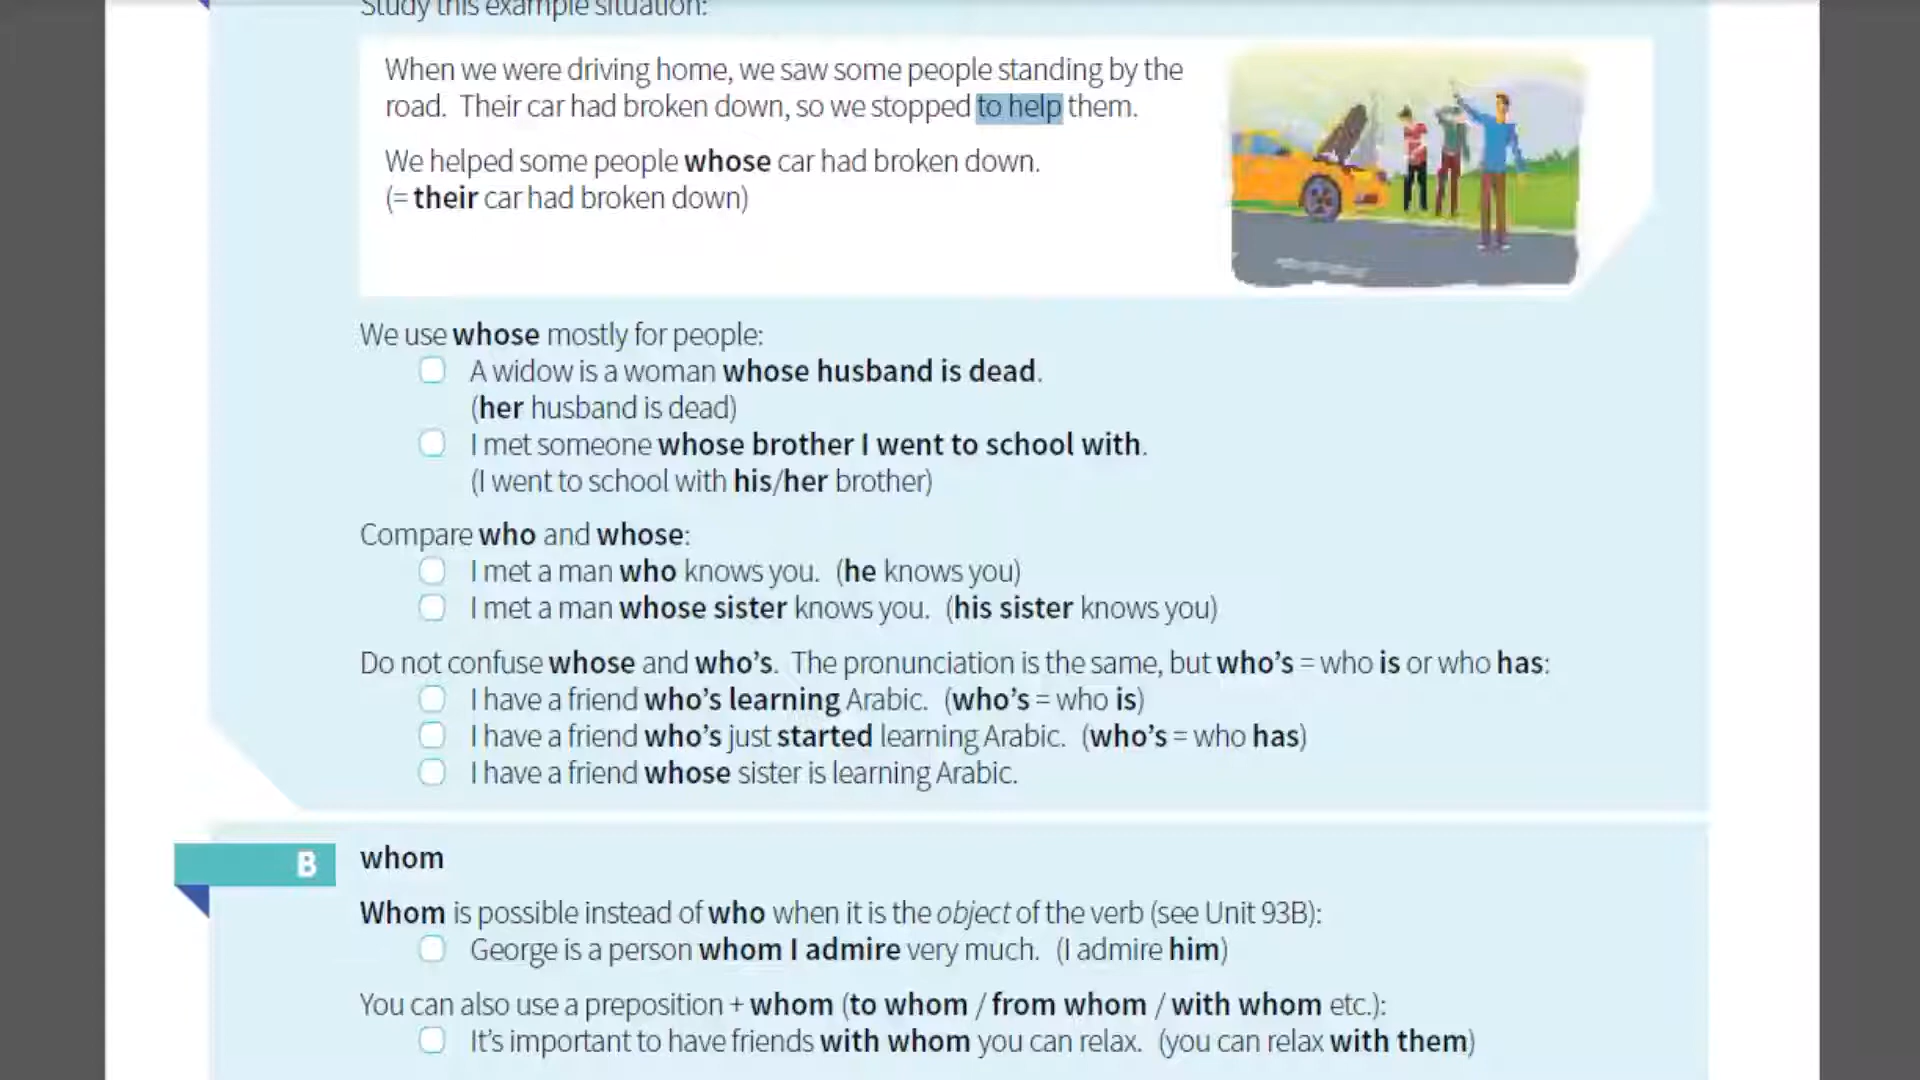 Study this example situation:
When we were driving home, we saw some people standing by the
road. Their car had broken down, so we stopped to help them.
We helped some people whose car had broken down.
(= their car had broken down)
We use whose mostly for people:
A widow is a woman whose husband is dead.
(her husband is dead)
I met someone whose brother I went to school with.
(I went to school with his/her brother)
Compare who and whose:
I met a man who knows you. (he knows you)
I met a man whose sister knows you. (his sister knows you)
Do not confuse whose and who's. The pronunciation is the same, but who's = who is or who has:
I have a friend who's learning Arabic. (who's = who is)
I have a friend who's just started learning Arabic. (who's = who has)
I have a friend whose sister is learning Arabic.
B whom
Whom is possible instead of who when it is the object of the verb (see Unit 93B):
George is a person whom I admire very much. (I admire him)
You can also use a preposition + whom (to whom / from whom / with whom etc.):
It's important to have friends with whom you can relax. (you can relax with them)